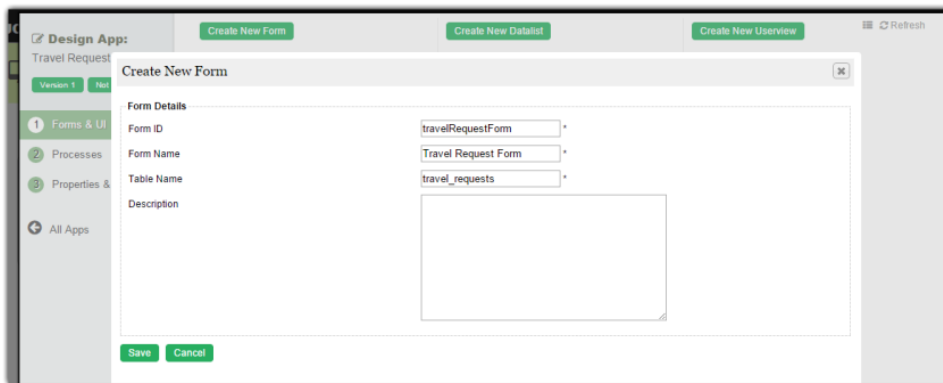 Design App:
Travel Request
Version 1 Not
Create New Form
Create New Datalist
Create New Userview
Refresh
1 Forms & UI
2 Processes
3 Properties &
All Apps
Create New Form
Form Details
Form ID travelRequestForm *
Form Name Travel Request Form *
Table Name travel_requests *
Description
Save Cancel